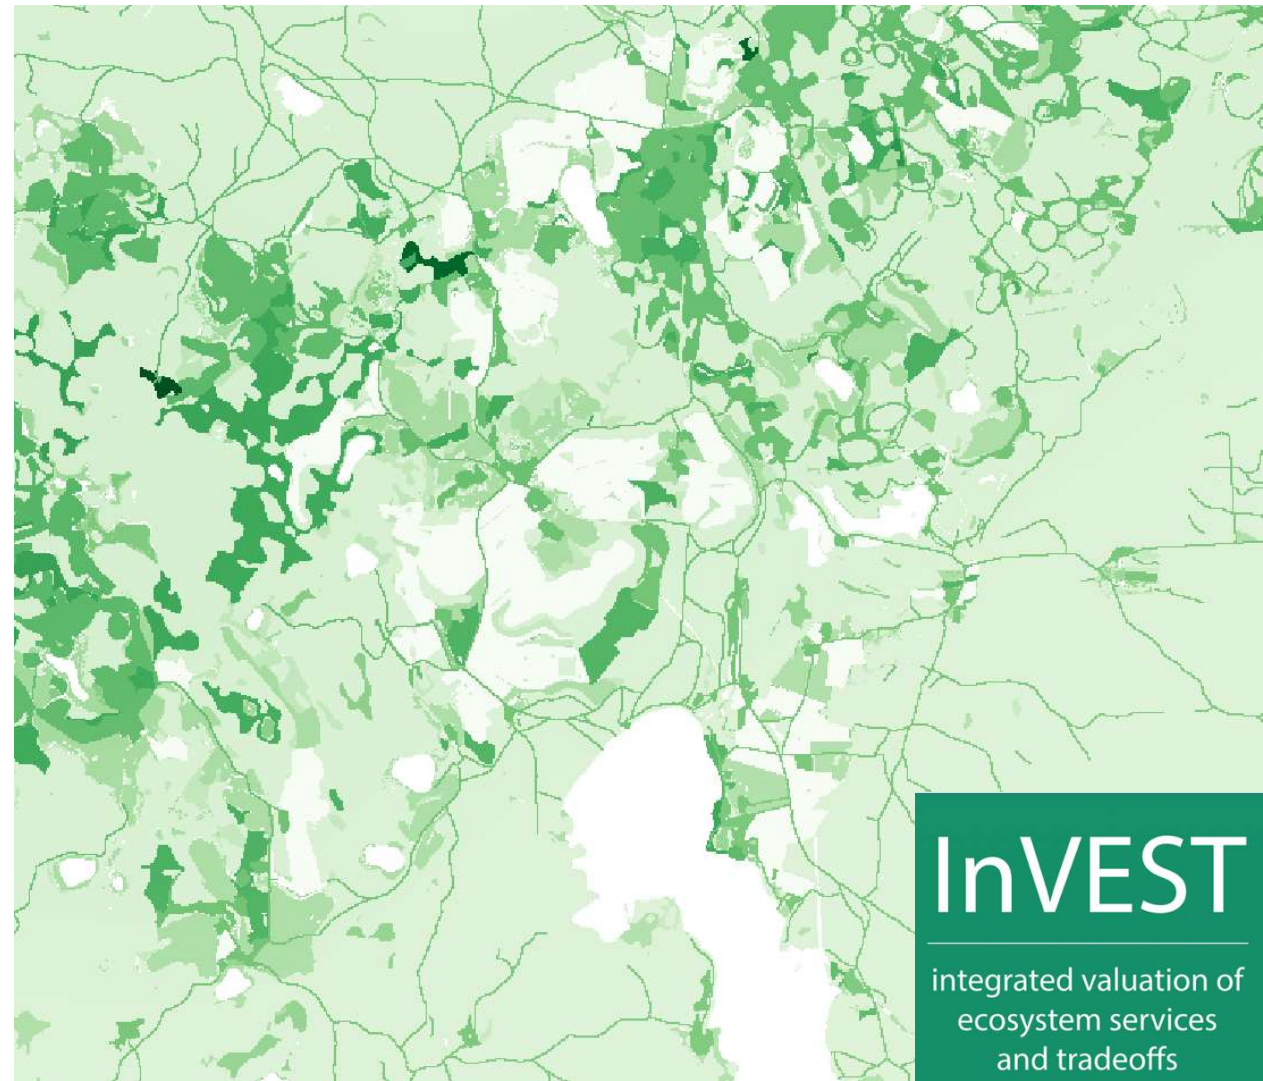 InVEST
integrated valuation of
ecosystem services
and tradeoffs